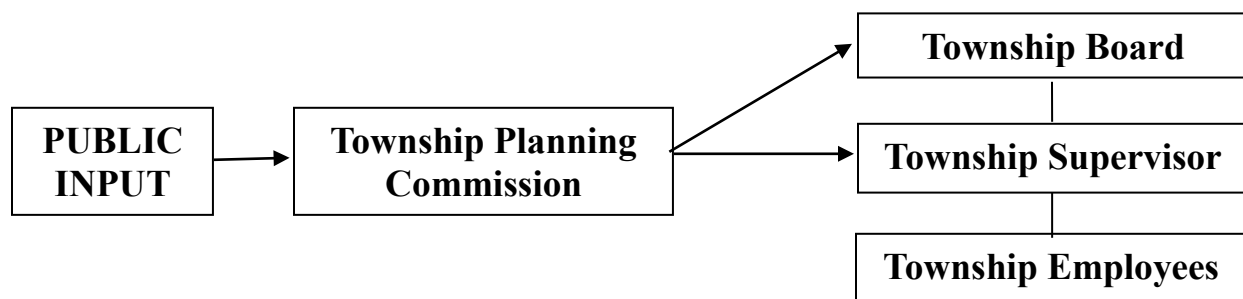 PUBLIC
INPUT
Township Planning
Commission
Township Board
Township Supervisor
Township Employees